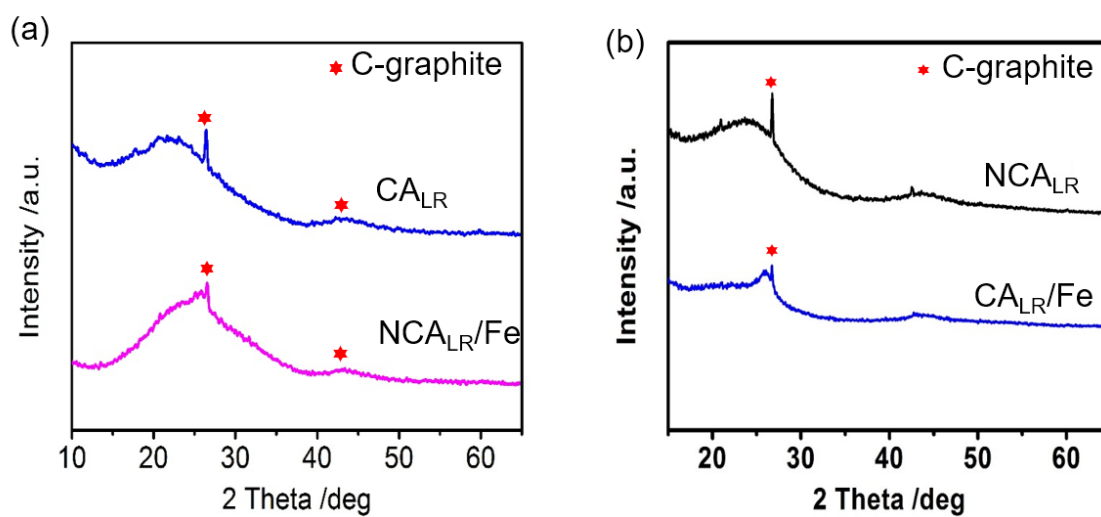 (a)
C-graphite
CA_LR
NCA_LR/Fe
Intensity /a.u.
10 20 30 40 50 60
2 Theta /deg
(b)
C-graphite
NCA_LR
CA_LR/Fe
Intensity /a.u.
20 30 40 50 60
2 Theta /deg